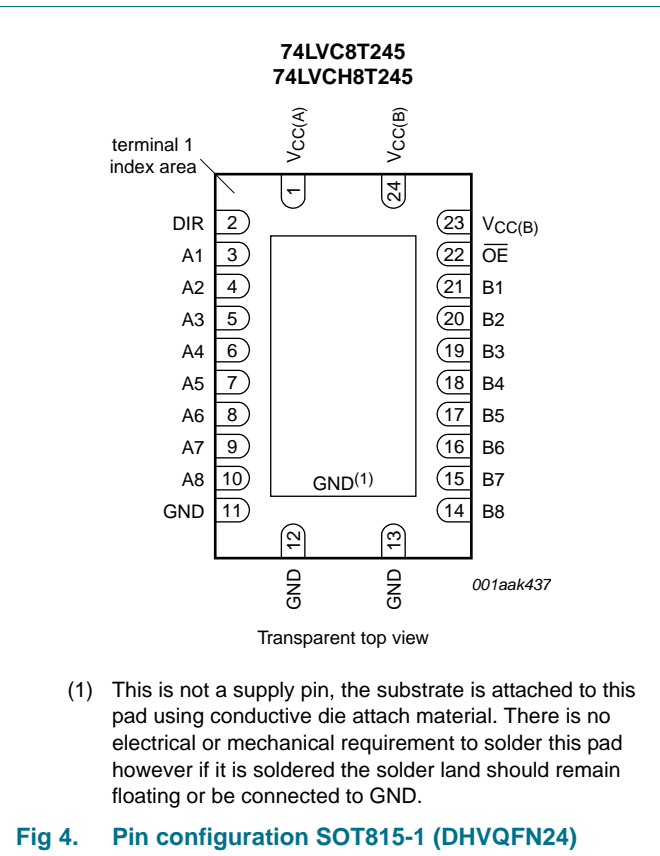 74LVC8T245
74LVCH8T245
terminal 1
index area
VCC(A)
VCC(B)
1
24
DIR 2
23 VCC(B)
A1 3
22 O̅E̅
A2 4
21 B1
A3 5
20 B2
A4 6
19 B3
A5 7
18 B4
A6 8
17 B5
A7 9
16 B6
A8 10
15 B7
GND 11
14 B8
GND(1)
12
13
GND
GND
001aak437
Transparent top view
(1) This is not a supply pin, the substrate is attached to this
pad using conductive die attach material. There is no
electrical or mechanical requirement to solder this pad
however if it is soldered the solder land should remain
floating or be connected to GND.
Fig 4. Pin configuration SOT815-1 (DHVQFN24)